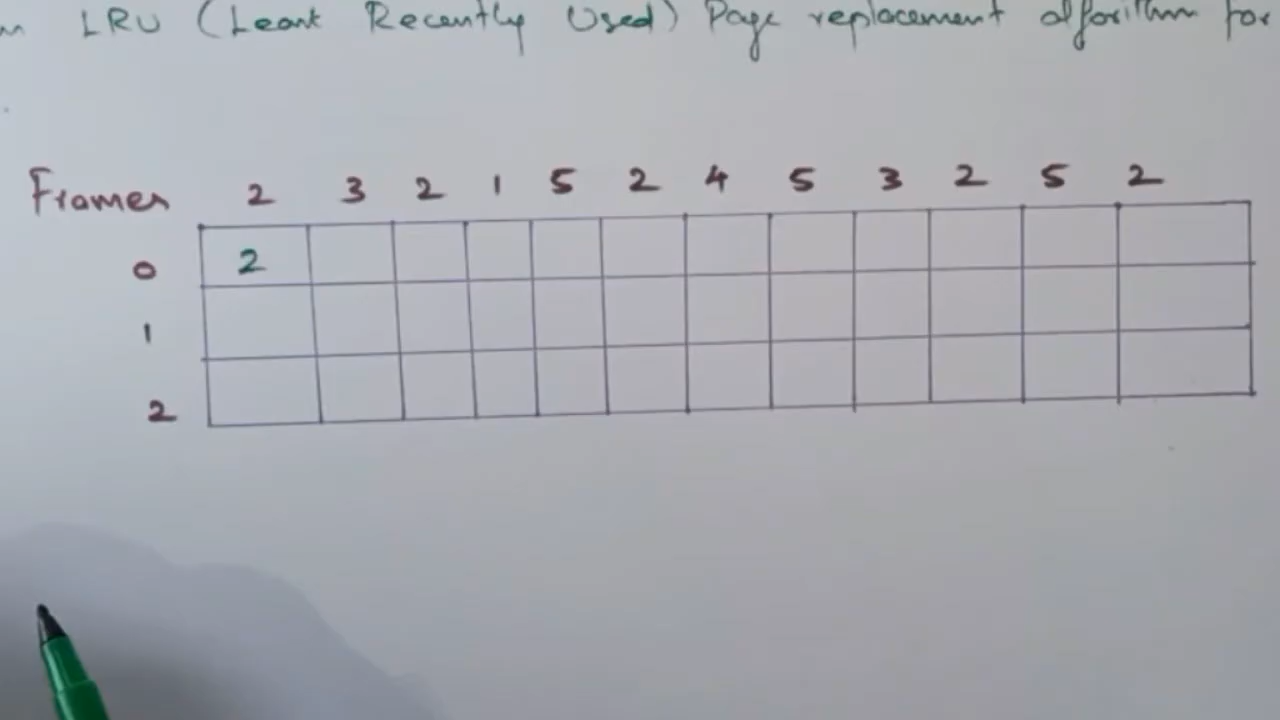 LRU (Least Recently Used) Page replacement algorithm for
Frames 2 3 2 1 5 2 4 5 3 2 5 2
0 2
1
2